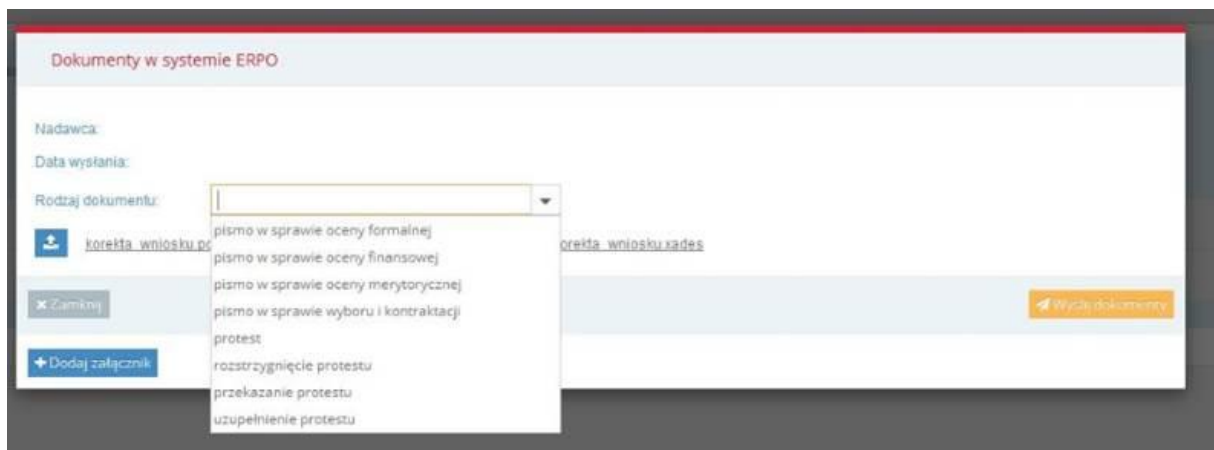 Dokumenty w systemie ERPO
Nadawca:
Data wysłania:
Rodzaj dokumentu:
pismo w sprawie oceny formalnej
korekta_wniosku.pd orekta_wniosku.xades
pismo w sprawie oceny finansowej
pismo w sprawie oceny merytorycznej
Zamknij
Wyślij dokumenty
pismo w sprawie wyboru i kontraktacji
protest
Dodaj załącznik
rozstrzygnięcie protestu
przekazanie protestu
uzupełnienie protestu